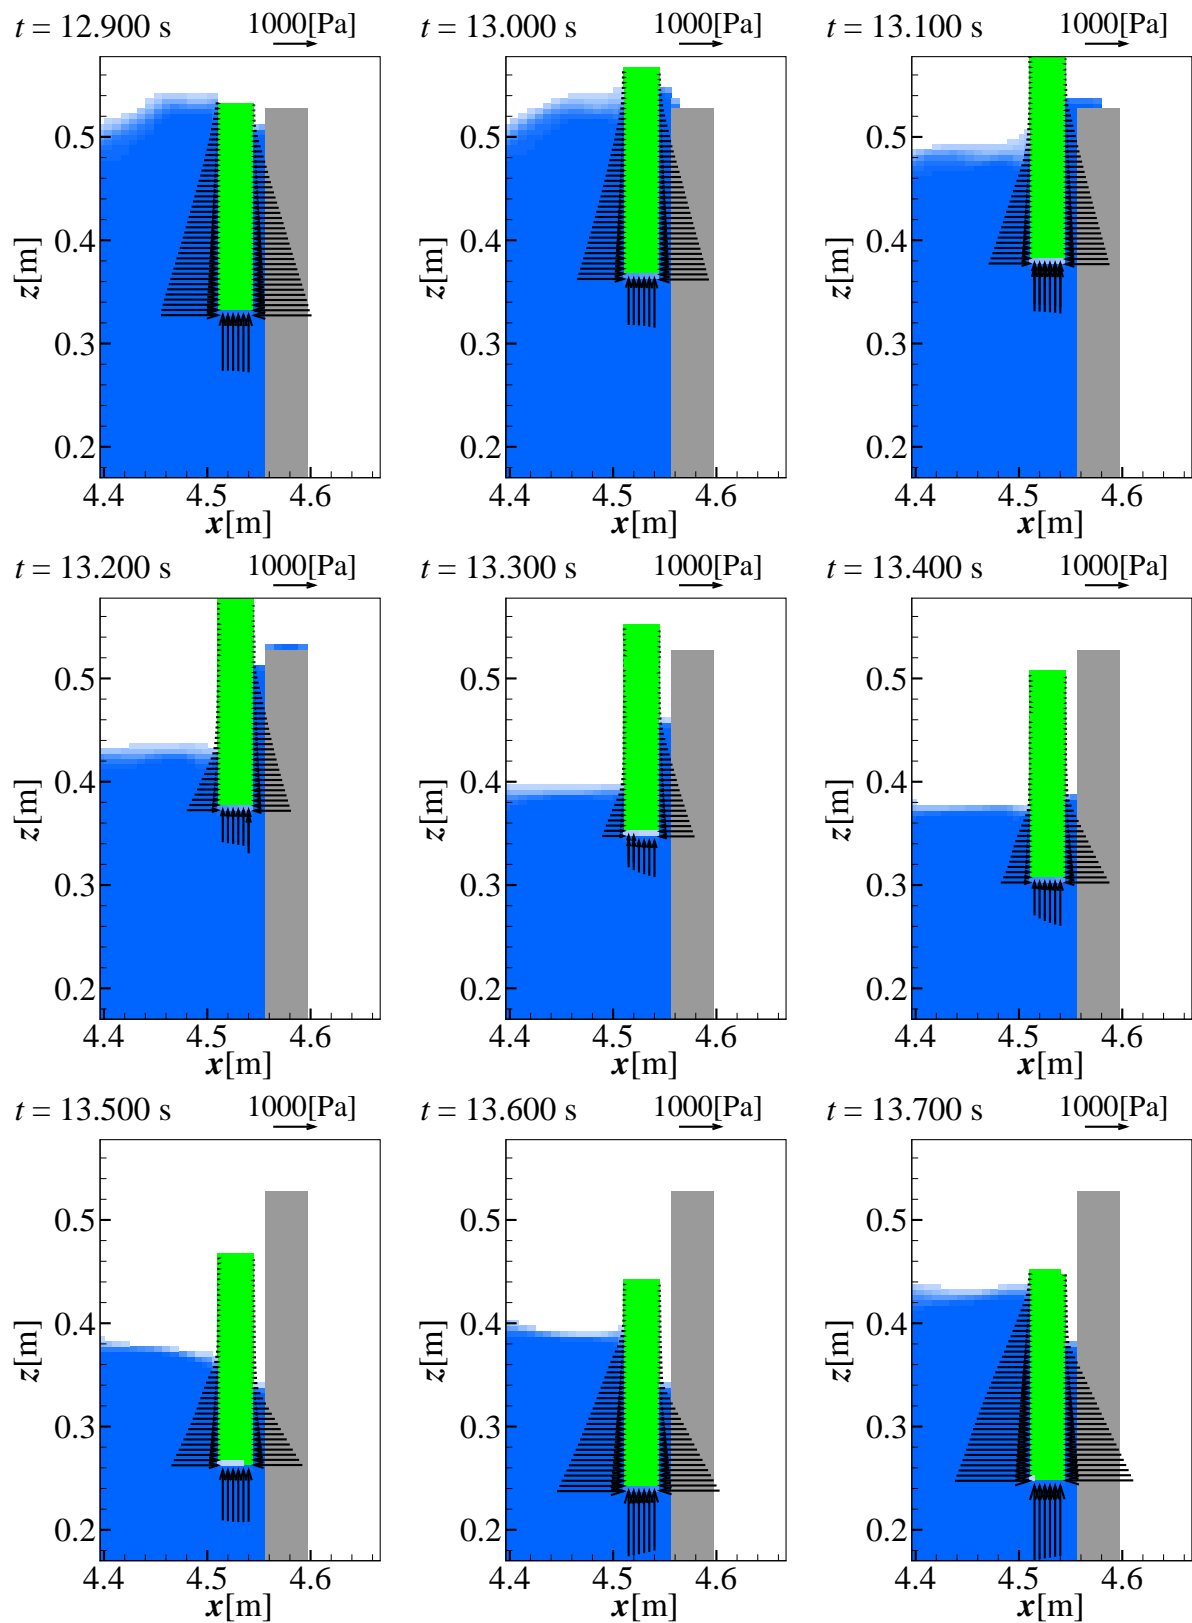 t = 12.900 s 1000[Pa] t = 13.000 s 1000[Pa] t = 13.100 s 1000[Pa]
0.5 0.5 0.5
0.4 0.4 0.4
z[m] z[m] z[m]
0.3 0.3 0.3
0.2 0.2 0.2
4.4 4.5 4.6 4.4 4.5 4.6 4.4 4.5 4.6
x[m] x[m] x[m]
t = 13.200 s 1000[Pa] t = 13.300 s 1000[Pa] t = 13.400 s 1000[Pa]
0.5 0.5 0.5
0.4 0.4 0.4
z[m] z[m] z[m]
0.3 0.3 0.3
0.2 0.2 0.2
4.4 4.5 4.6 4.4 4.5 4.6 4.4 4.5 4.6
x[m] x[m] x[m]
t = 13.500 s 1000[Pa] t = 13.600 s 1000[Pa] t = 13.700 s 1000[Pa]
0.5 0.5 0.5
0.4 0.4 0.4
z[m] z[m] z[m]
0.3 0.3 0.3
0.2 0.2 0.2
4.4 4.5 4.6 4.4 4.5 4.6 4.4 4.5 4.6
x[m] x[m] x[m]